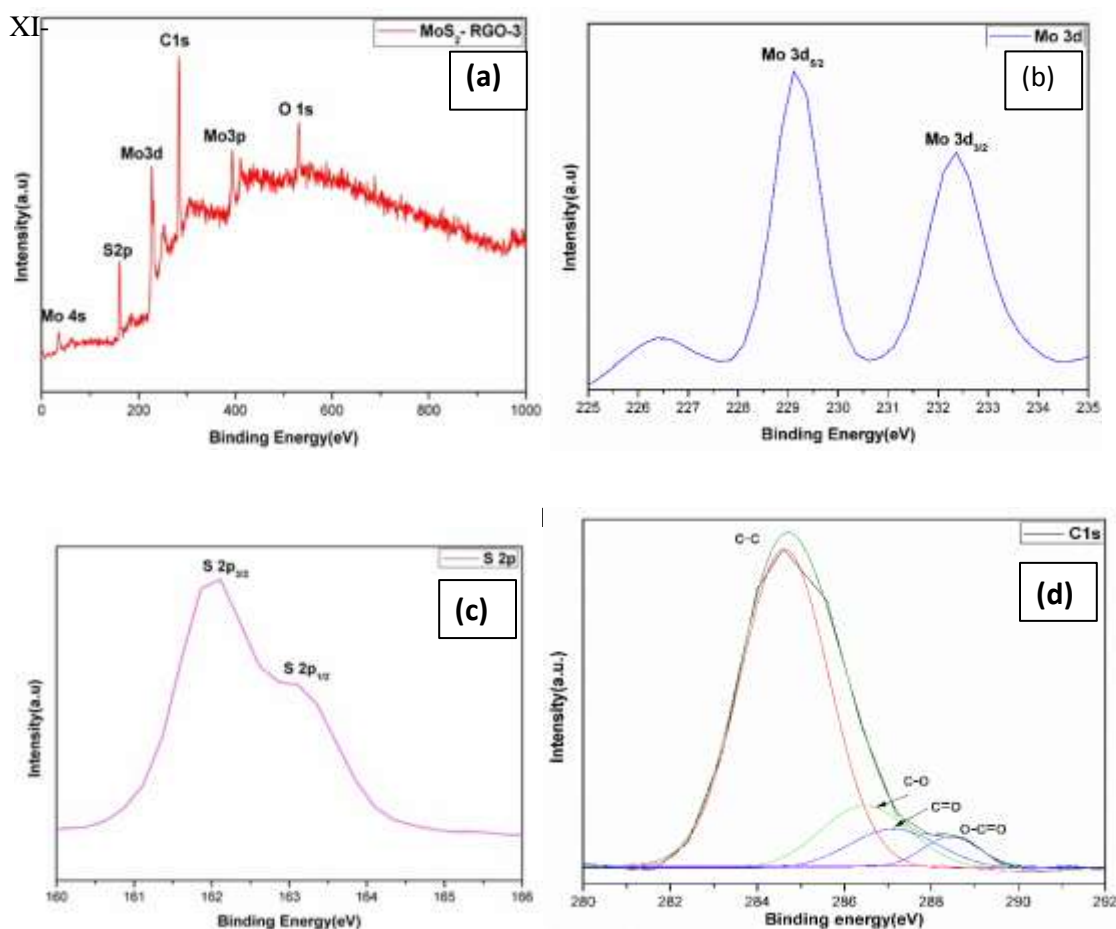 XI-
MoS2- RGO-3
(a)
C1s
O 1s
Mo3p
Mo3d
S2p
Mo 4s
Intensity(a.u)
0 200 400 600 800 1000
Binding Energy(eV)
Mo 3d
(b)
Mo 3d5/2
Mo 3d3/2
Intensity(a.u)
225 226 227 228 229 230 231 232 233 234 235
Binding Energy(eV)
S 2p
(c)
S 2p3/2
S 2p1/2
Intensity(a.u)
160 161 162 163 164 165 166
Binding Energy(eV)
C1s
(d)
C-C
C-O
C=O
O-C=O
Intensity(a.u.)
280 282 284 286 288 290 292
Binding energy(eV)